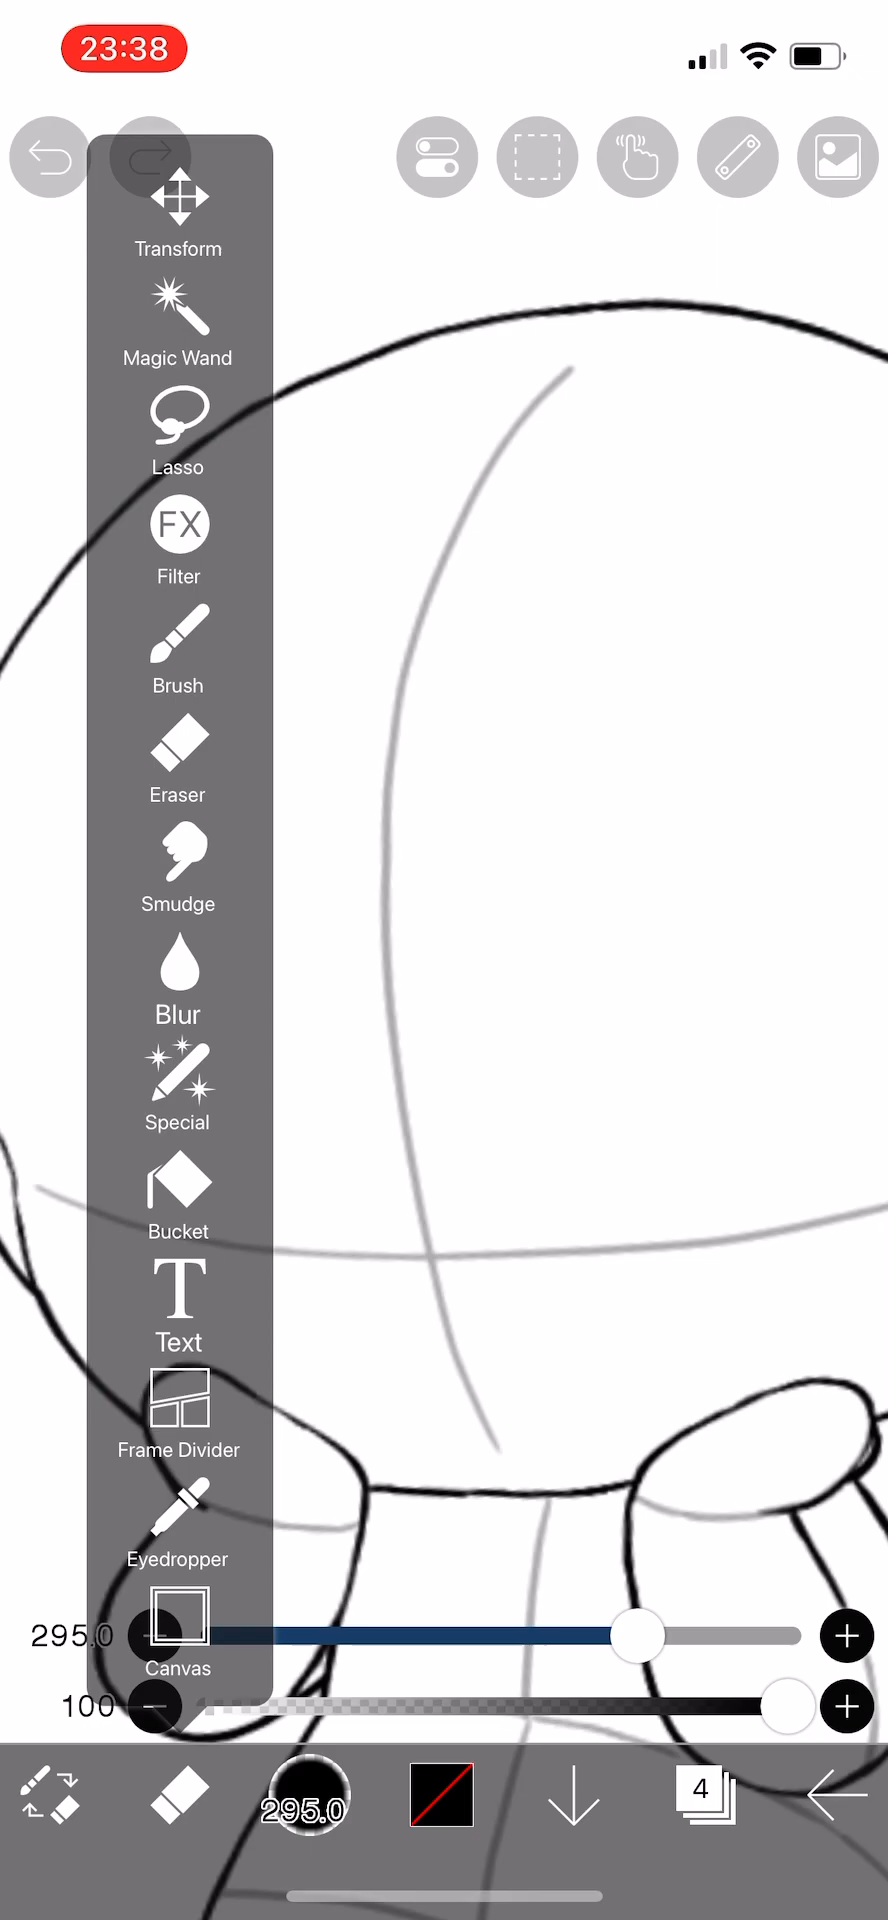 23:38
Transform
Magic Wand
Lasso
FX
Filter
Brush
Eraser
Smudge
Blur
Special
Bucket
T
Text
Frame Divider
Eyedropper
Canvas
295.0
100
295.0
4